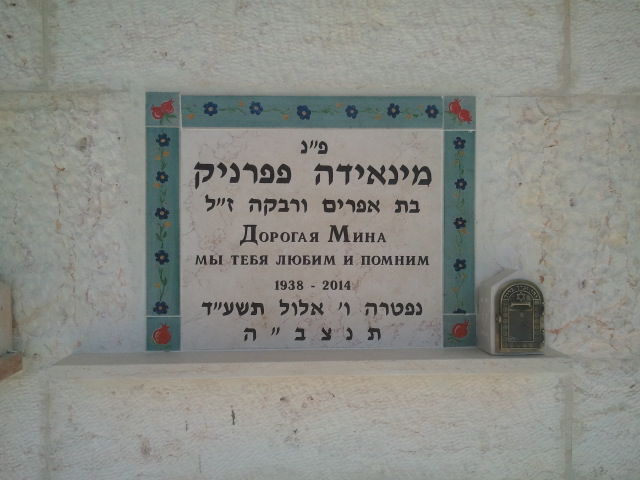 פ״נ
מינאידה פפרניק
בת אפרים ורבקה ז״ל
Дорогая Мина
мы тебя любим и помним
1938 - 2014
נפטרה ו׳ אלול תשע״ד
ת נ צ ב ״ ה